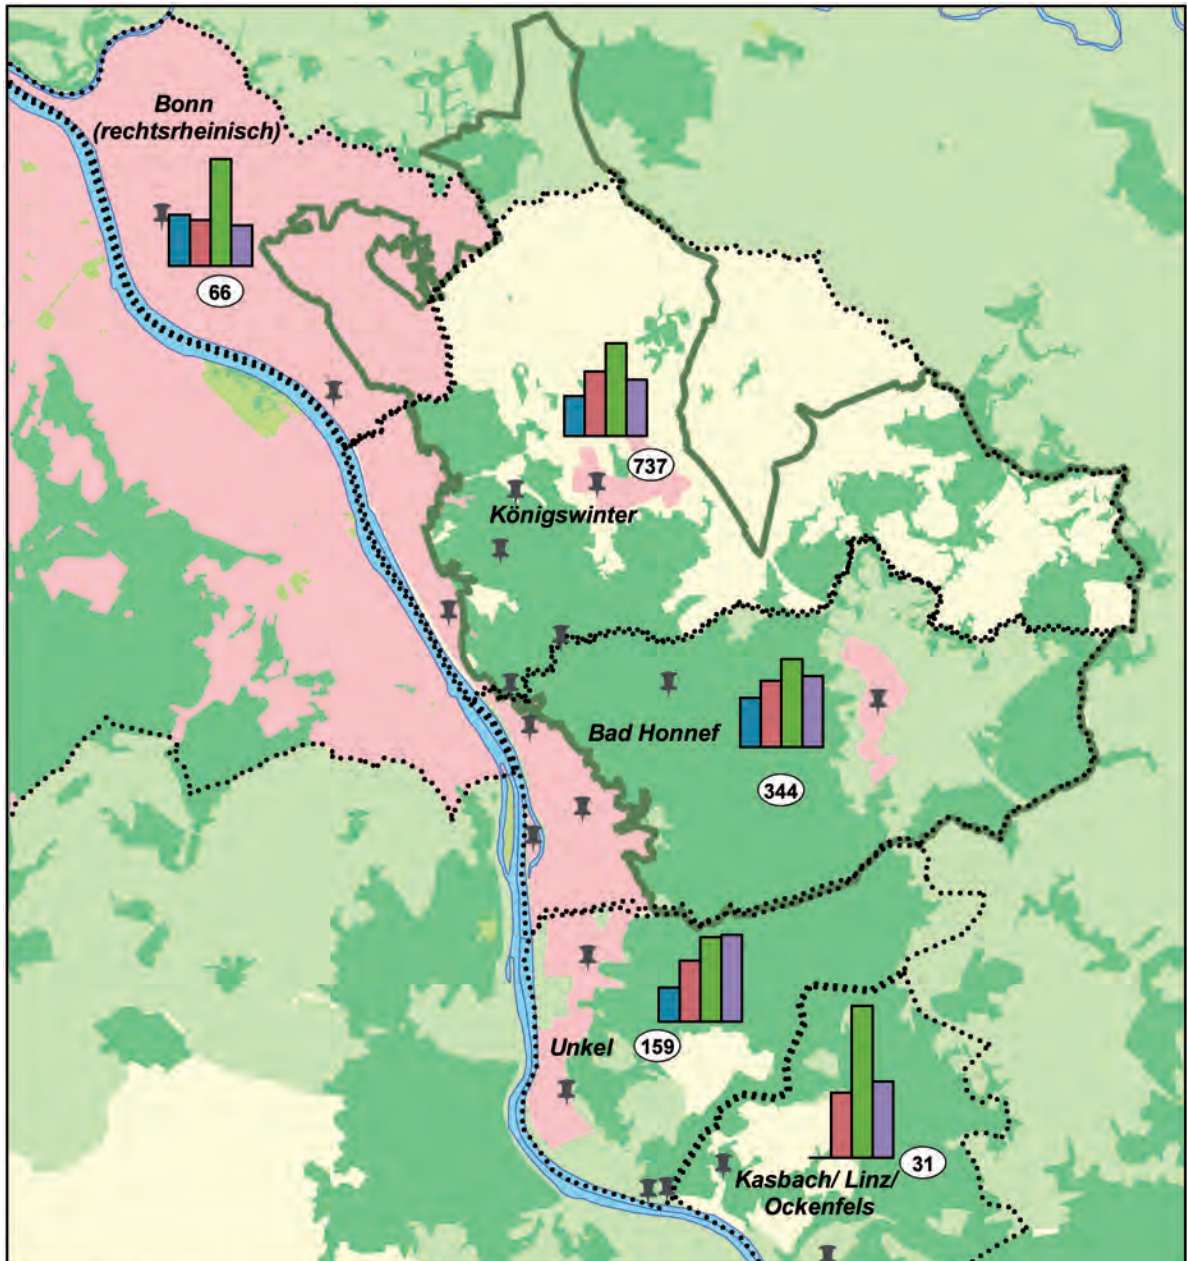 Bonn
(rechtsrheinisch)
66
737
Königswinter
Bad Honnef
344
159
Unkel
31
Kasbach/ Linz/
Ockenfels